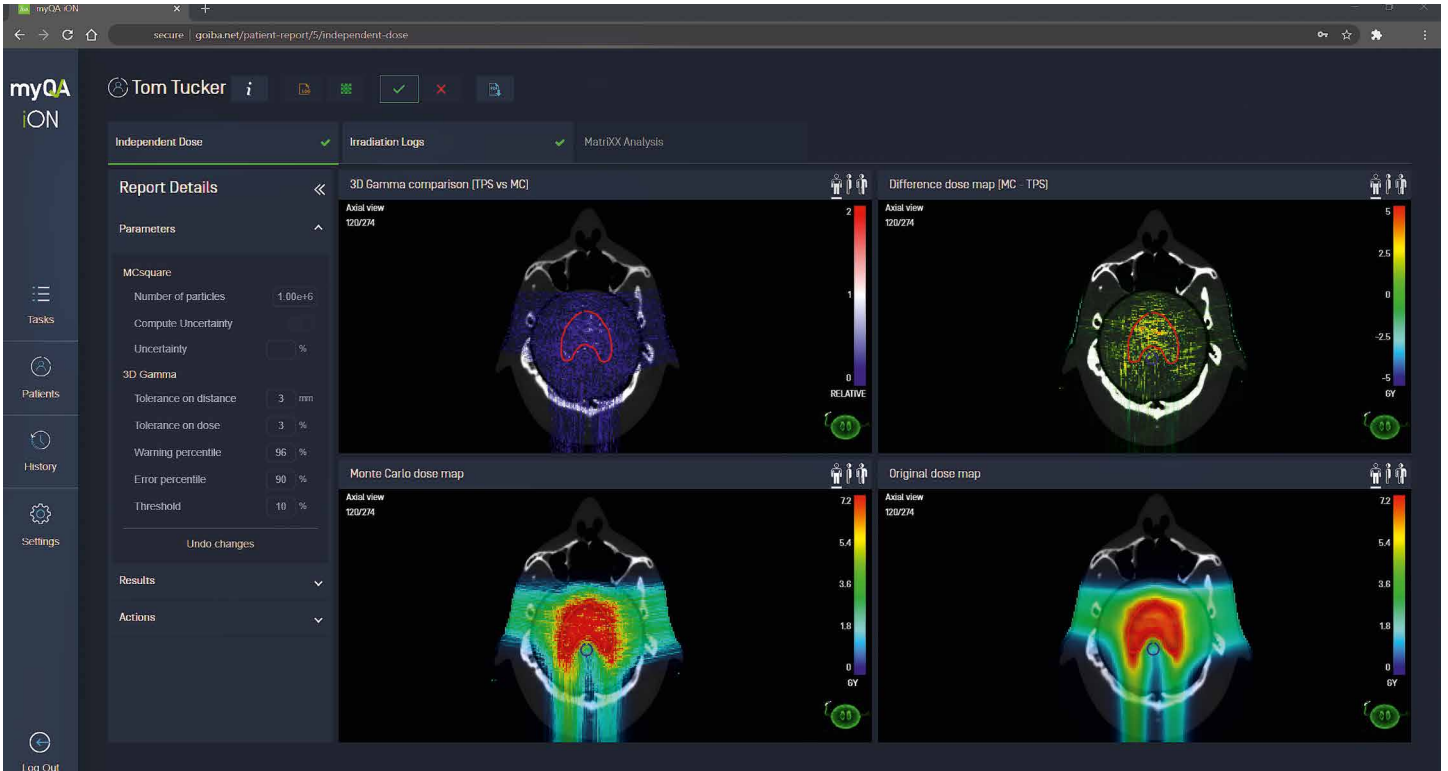 myQA iON
secure | goiba.net/patient-report/5/independent-dose
myQA
iON
Tom Tucker i
Independent Dose
Irradiation Logs
MatriXX Analysis
Report Details
Parameters
MCsquare
Number of particles 1.00e+6
Compute Uncertainty
Uncertainty %
3D Gamma
Tolerance on distance 3 mm
Tolerance on dose 3 %
Warning percentile 96 %
Error percentile 90 %
Threshold 10 %
Undo changes
Results
Actions
Tasks
Patients
History
Settings
Log Out
3D Gamma comparison [TPS vs MC]
Axial view
120/274
2
1
0
RELATIVE
Difference dose map [MC - TPS]
Axial view
120/274
5
2.5
0
-2.5
-5
GY
Monte Carlo dose map
Axial view
120/274
7.2
5.4
3.6
1.8
0
GY
Original dose map
Axial view
120/274
7.2
5.4
3.6
1.8
0
GY